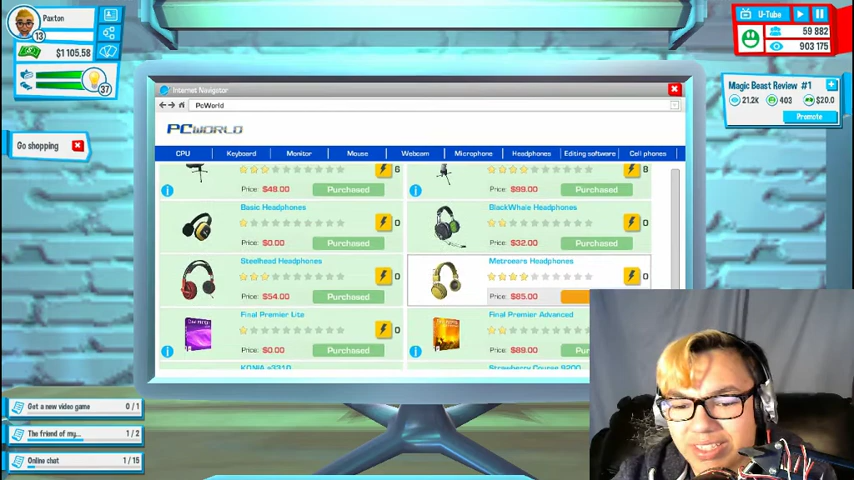 Paxton
13
$1 105.58
37
U-Tube
59 882
903 175
Magic Beast Review #1
21.2k 403 $20.0
Promote
Go shopping
Internet Navigator
PcWorld
PCWORLD
CPU Keyboard Monitor Mouse Webcam Microphone Headphones Editing software Cell phones
6 8
Price: $48.00 Purchased Price: $99.00 Purchased
Basic Headphones BlackWhale Headphones
0 0
Price: $0.00 Purchased Price: $32.00 Purchased
Steelhead Headphones Metroears Headphones
0 0
Price: $54.00 Purchased Price: $85.00
Final Premier Lite Final Premier Advanced
0
Price: $0.00 Purchased Price: $89.00
Get a new video game 0 / 1
The friend of my... 1 / 2
Online chat 1 / 15